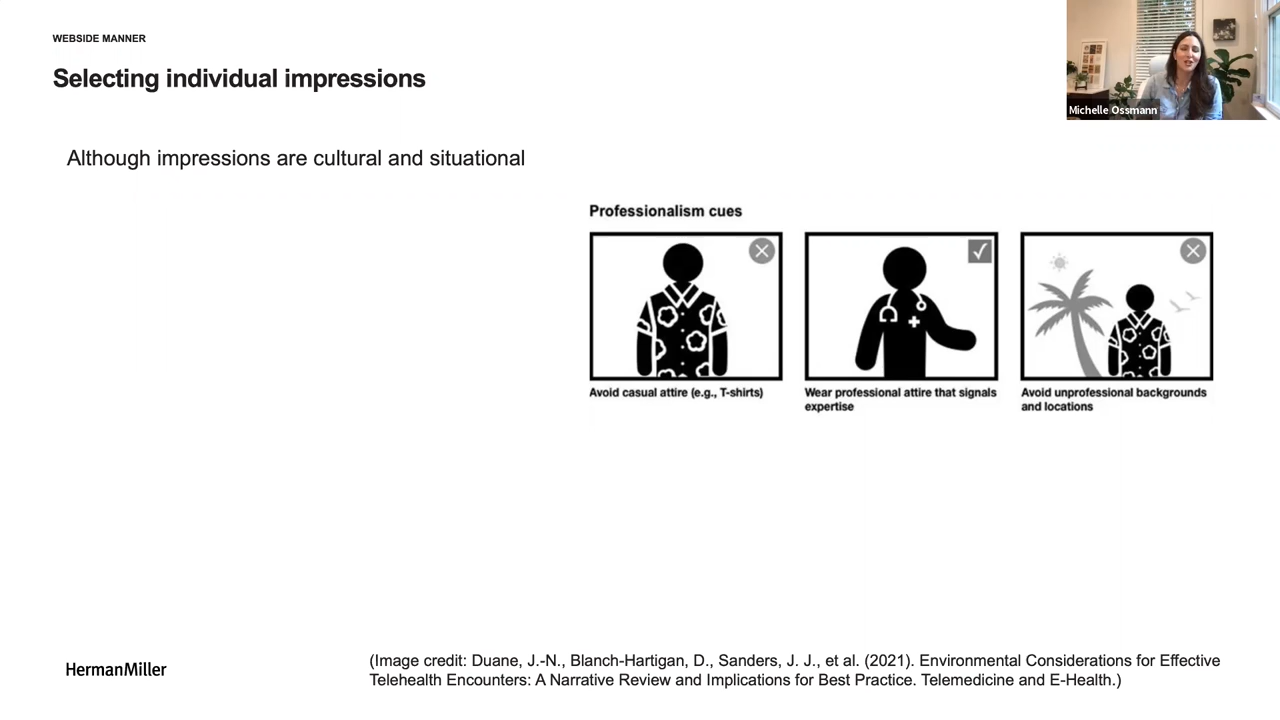 WEBSIDE MANNER
Selecting individual impressions
Michelle Ossmann
Although impressions are cultural and situational
Professionalism cues
Avoid casual attire (e.g., T-shirts)
Wear professional attire that signals
expertise
Avoid unprofessional backgrounds
and locations
HermanMiller
(Image credit: Duane, J.-N., Blanch-Hartigan, D., Sanders, J. J., et al. (2021). Environmental Considerations for Effective
Telehealth Encounters: A Narrative Review and Implications for Best Practice. Telemedicine and E-Health.)